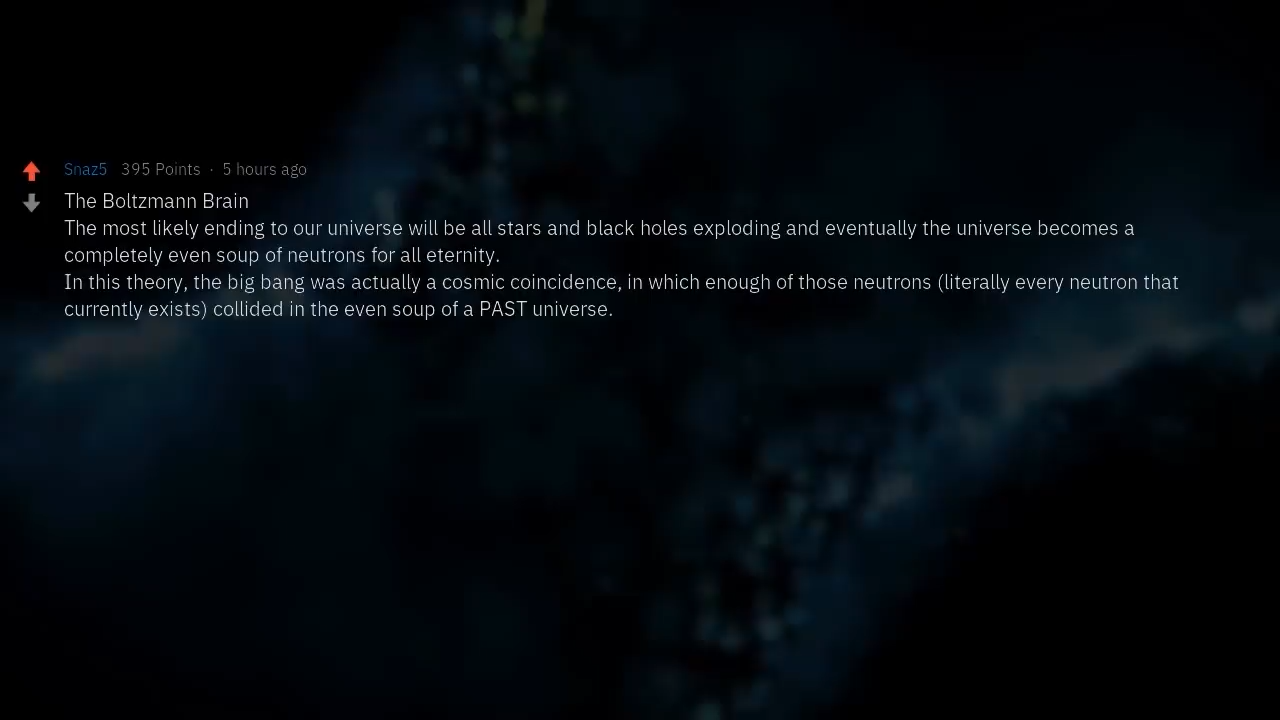 Snaz5 395 Points · 5 hours ago
The Boltzmann Brain
The most likely ending to our universe will be all stars and black holes exploding and eventually the universe becomes a
completely even soup of neutrons for all eternity.
In this theory, the big bang was actually a cosmic coincidence, in which enough of those neutrons (literally every neutron that
currently exists) collided in the even soup of a PAST universe.